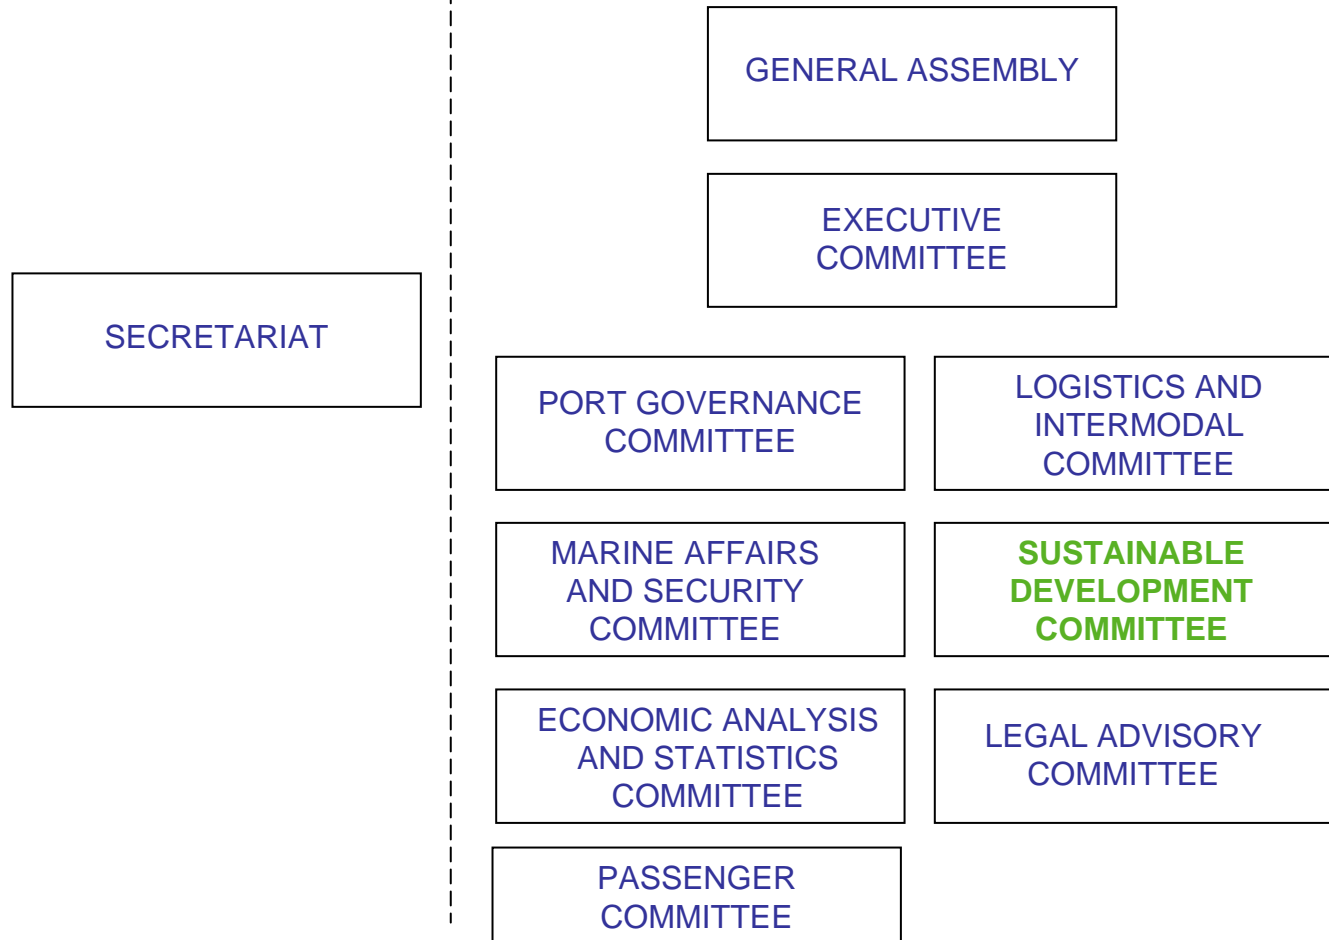 GENERAL ASSEMBLY
EXECUTIVE
COMMITTEE
SECRETARIAT
PORT GOVERNANCE
COMMITTEE
LOGISTICS AND
INTERMODAL
COMMITTEE
MARINE AFFAIRS
AND SECURITY
COMMITTEE
SUSTAINABLE
DEVELOPMENT
COMMITTEE
ECONOMIC ANALYSIS
AND STATISTICS
COMMITTEE
LEGAL ADVISORY
COMMITTEE
PASSENGER
COMMITTEE